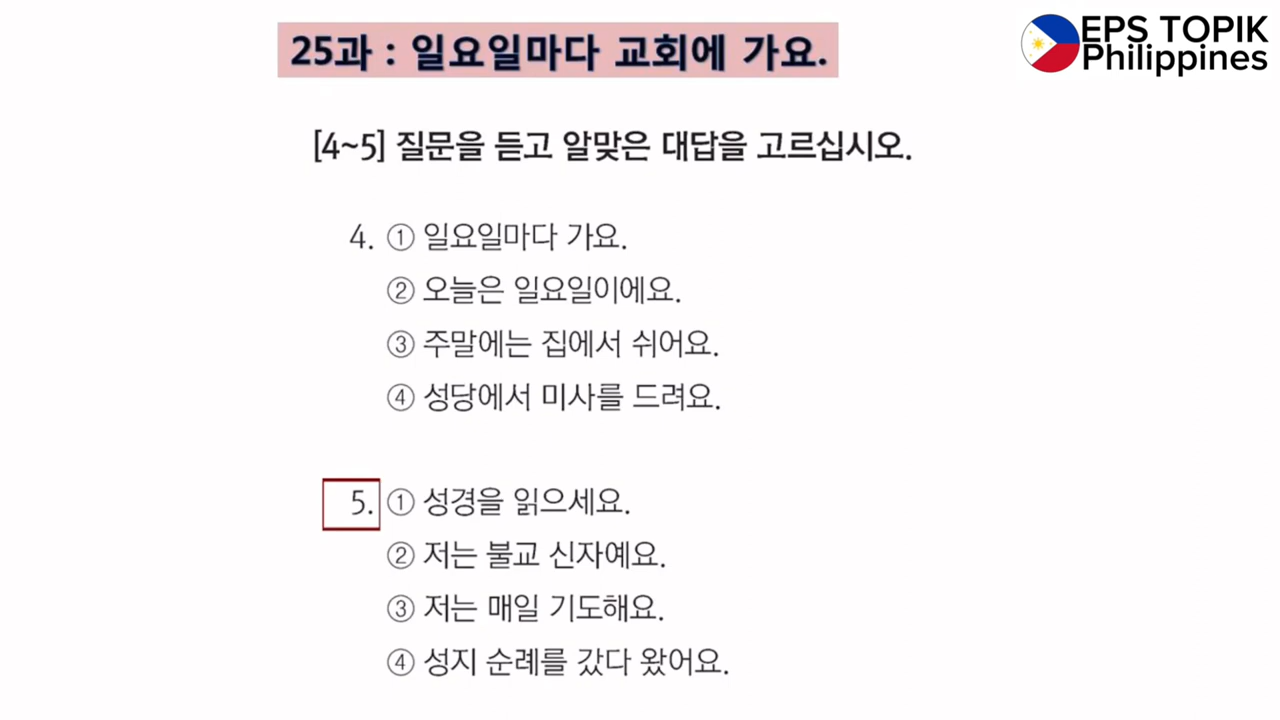 25과 : 일요일마다 교회에 가요.
EPS TOPIK
Philippines
[4~5] 질문을 듣고 알맞은 대답을 고르십시오.
4. ① 일요일마다 가요.
② 오늘은 일요일이에요.
③ 주말에는 집에서 쉬어요.
④ 성당에서 미사를 드려요.
5. ① 성경을 읽으세요.
② 저는 불교 신자예요.
③ 저는 매일 기도해요.
④ 성지 순례를 갔다 왔어요.